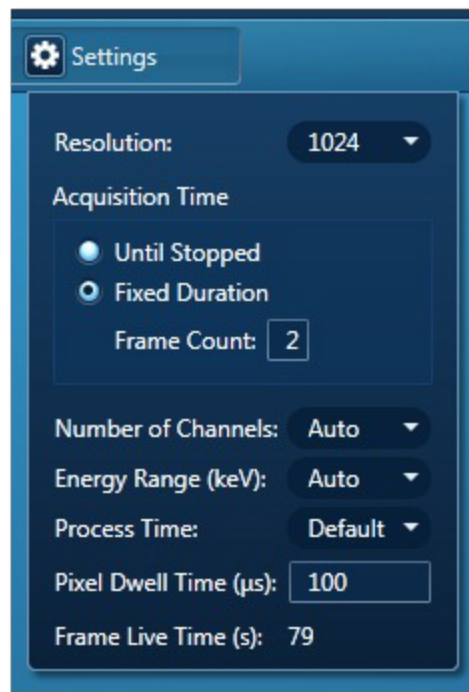 Settings
Resolution: 1024
Acquisition Time
Until Stopped
Fixed Duration
Frame Count: 2
Number of Channels: Auto
Energy Range (keV): Auto
Process Time: Default
Pixel Dwell Time (µs): 100
Frame Live Time (s): 79